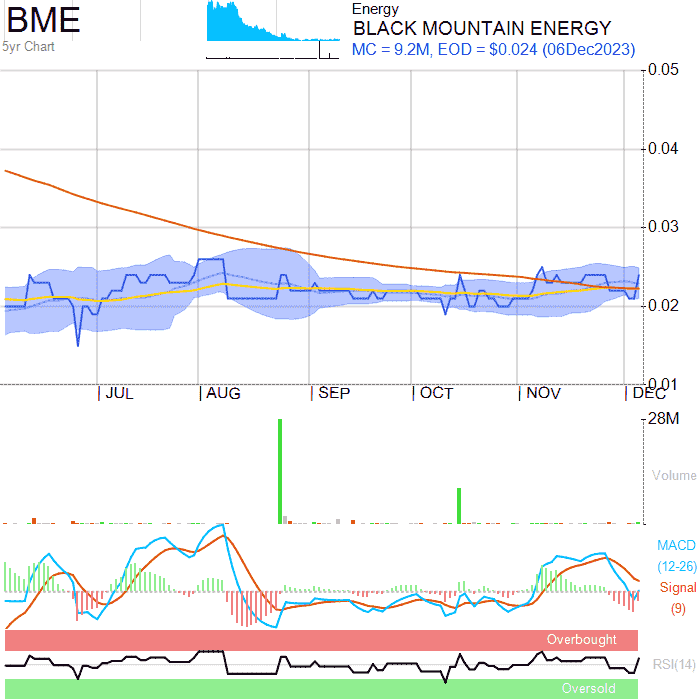 BME
5yr Chart
Energy
BLACK MOUNTAIN ENERGY
MC = 9.2M, EOD = $0.024 (06Dec2023)
0.05
0.04
0.03
0.02
0.01
JUL AUG SEP OCT NOV DEC
28M
Volume
MACD
(12-26)
Signal
(9)
Overbought
RSI(14)
Oversold